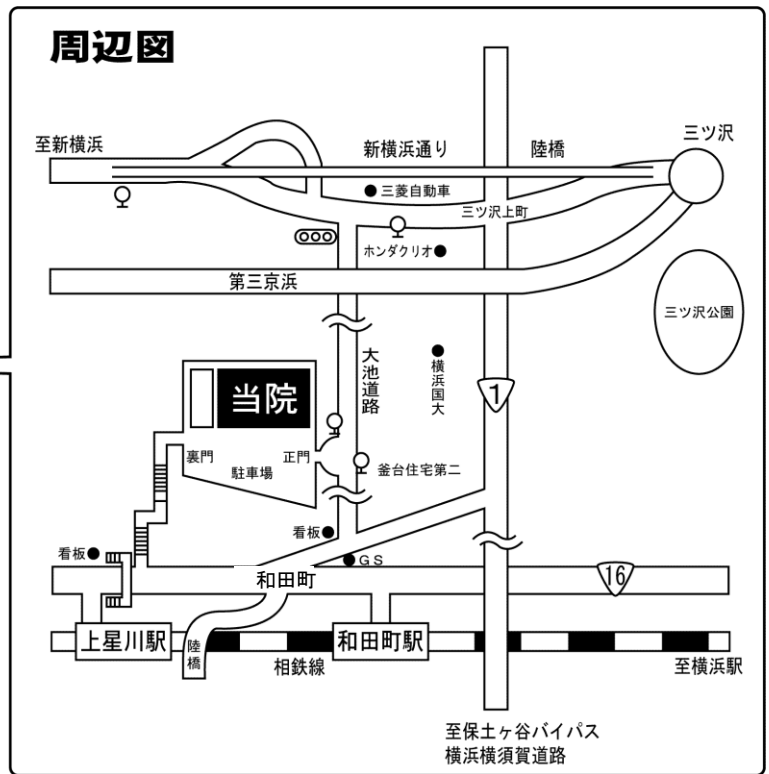 周辺図
三ツ沢
至新横浜
新横浜通り
陸橋
三菱自動車
三ツ沢上町
ホンダクリオ
第三京浜
三ツ沢公園
大池道路
横浜国大
1
当院
裏門
正門
駐車場
釜台住宅第二
看板
看板
GS
和田町
16
上星川駅
陸橋
相鉄線
和田町駅
至横浜駅
至保土ヶ谷バイパス
横浜横須賀道路